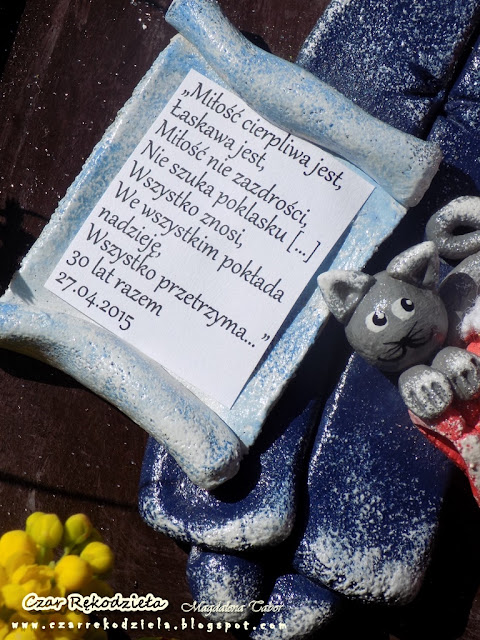 „Miłość cierpliwa jest,
Łaskawa jest,
Miłość nie zazdrości,
Nie szuka poklasku [...]
Wszystko znosi,
We wszystkim pokłada
nadzieję,
Wszystko przetrzyma... ”
30 lat razem
27.04.2015
Czar Rękodzieła Magdalena Tabor
www.czarrekodziela.blogspot.com